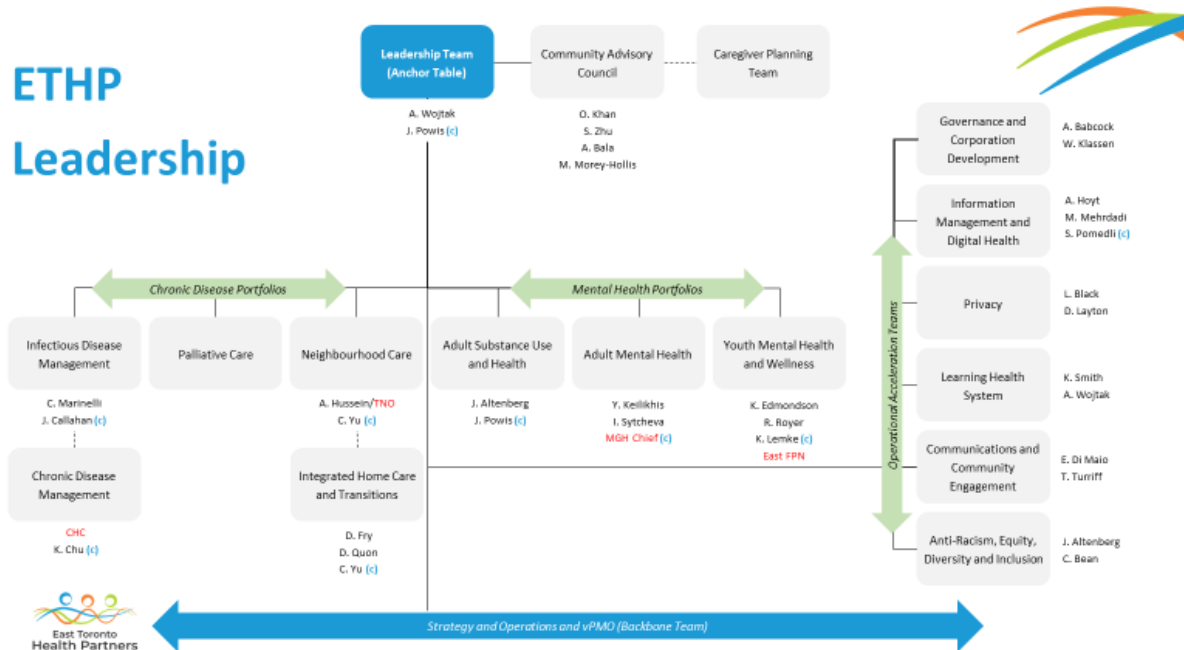 ETHP
Leadership
Leadership Team
(Anchor Table)
A. Wojtak
J. Powis (c)
Community Advisory
Council
O. Khan
S. Zhu
A. Bala
M. Morey-Hollis
Caregiver Planning
Team
Chronic Disease Portfolios
Mental Health Portfolios
Infectious Disease
Management
C. Marinelli
J. Callahan (c)
Chronic Disease
Management
CHC
K. Chu (c)
Palliative Care
Neighbourhood Care
A. Hussein/TNO
C. Yu (c)
Integrated Home Care
and Transitions
D. Fry
D. Quon
C. Yu (c)
Adult Substance Use
and Health
J. Altenberg
J. Powis (c)
Adult Mental Health
Y. Keilikhis
I. Sytcheva
MGH Chief (c)
Youth Mental Health
and Wellness
K. Edmondson
R. Royer
K. Lemke (c)
East FPN
Operational Acceleration Teams
Governance and
Corporation
Development
A. Babcock
W. Klassen
Information
Management and
Digital Health
A. Hoyt
M. Mehrdadi
S. Pomedli (c)
Privacy
L. Black
D. Layton
Learning Health
System
K. Smith
A. Wojtak
Communications and
Community
Engagement
E. Di Maio
T. Turriff
Anti-Racism, Equity,
Diversity and Inclusion
J. Altenberg
C. Bean
East Toronto
Health Partners
Strategy and Operations and vPMO (Backbone Team)